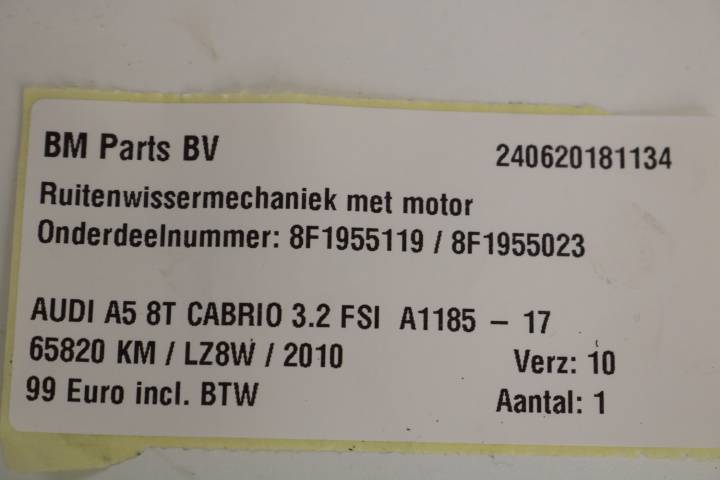 BM Parts BV 240620181134
Ruitenwissermechaniek met motor
Onderdeelnummer: 8F1955119 / 8F1955023
AUDI A5 8T CABRIO 3.2 FSI A1185 - 17
65820 KM / LZ8W / 2010 Verz: 10
99 Euro incl. BTW Aantal: 1